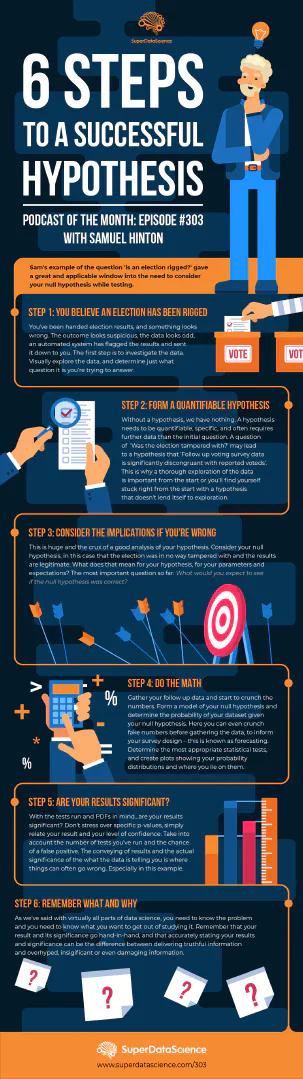 SuperDataScience
6 STEPS
TO A SUCCESSFUL
HYPOTHESIS
PODCAST OF THE MONTH: EPISODE #303
WITH SAMUEL HINTON
Sam's example of the question 'is an election rigged?' gave
a great and applicable window into the need to consider
your null hypothesis while testing.
STEP 1: YOU BELIEVE AN ELECTION HAS BEEN RIGGED
You've been handed election results, and something looks
wrong. The outcome looks suspicious, the data looks odd,
an automated system has flagged the results and sent
it down to you. The first step is to investigate the data.
Visually explore the data, and determine just what
question it is you're trying to answer.
VOTE
VOT
STEP 2: FORM A QUANTIFIABLE HYPOTHESIS
Without a hypothesis, we have nothing. A hypothesis
needs to be quantifiable, specific, and often requires
further data than the initial question. A question
of 'Was the election tampered with?' may lead
to a hypothesis that 'Follow up voting survey data
is significantly discongruant with reported voteds'.
This is why a thorough exploration of the data
is important from the start or you'll find yourself
stuck right from the start with a hypothesis
that doesn't lend itself to exploration.
STEP 3: CONSIDER THE IMPLICATIONS IF YOU'RE WRONG
This is huge and the crux of a good analysis of your hypothesis. Consider your null
hypothesis, in this case that the election was in no way tampered with and the results
are legitimate. What does that mean for your hypothesis, for your parameters and
expectations? The most important question so far: What would you expect to see
if the null hypothesis was correct?
STEP 4: DO THE MATH
Gather your follow up data and start to crunch the
numbers. Form a model of your null hypothesis and
determine the probability of your dataset given
your null hypothesis. Here you can even crunch
fake numbers before gathering the data, to inform
your survey design – this is known as forecasting.
Determine the most appropriate statistical tests,
and create plots showing your probability
distributions and where you lie on them.
> + % + - = * %
STEP 5: ARE YOUR RESULTS SIGNIFICANT?
With the tests run and PDFs in mind...are your results
significant? Don't stress over specific p-values, simply
relate your result and your level of confidence. Take into
account the number of tests you've run and the chance
of a false positive. The conveying of results and the actual
significance of the what the data is telling you is where
things can often go wrong. Especially in this example.
STEP 6: REMEMBER WHAT AND WHY
As we've said with virtually all parts of data science, you need to know the problem
and you need to know what you want to get out of studying it. Remember that your
result and its significance go hand-in-hand, and that accurately stating your results
and significance can be the difference between delivering truthful information
and overhyped, insignificant or even damaging information.
? ? ? ?
SuperDataScience
www.superdatascience.com/303